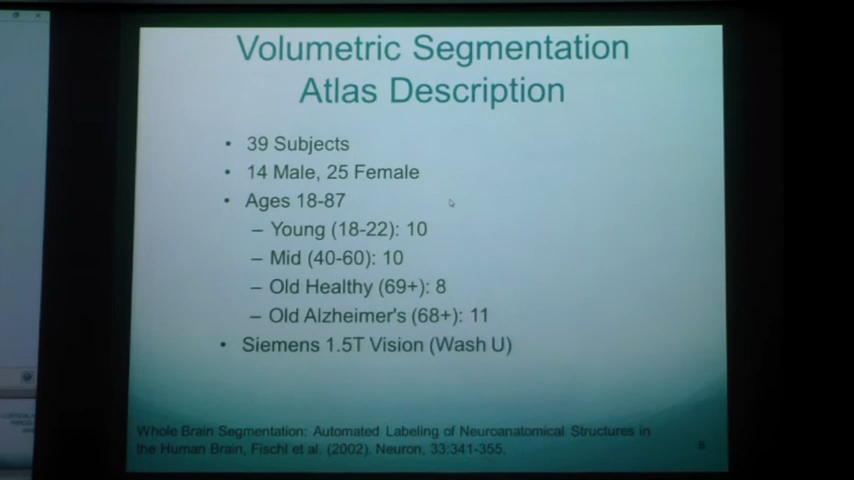 Volumetric Segmentation
Atlas Description
• 39 Subjects
• 14 Male, 25 Female
• Ages 18-87
– Young (18-22): 10
– Mid (40-60): 10
– Old Healthy (69+): 8
– Old Alzheimer's (68+): 11
• Siemens 1.5T Vision (Wash U)
Whole Brain Segmentation: Automated Labeling of Neuroanatomical Structures in
the Human Brain, Fischl et al. (2002). Neuron, 33:341-355.
8